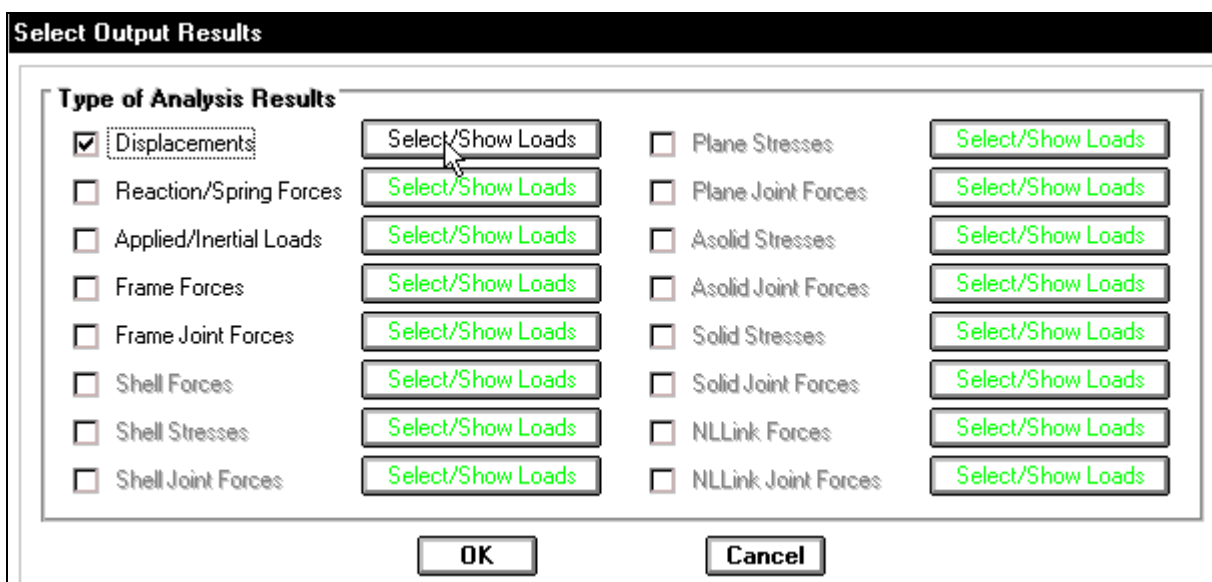 Select Output Results
Type of Analysis Results
Displacements Select/Show Loads Plane Stresses Select/Show Loads
Reaction/Spring Forces Select/Show Loads Plane Joint Forces Select/Show Loads
Applied/Inertial Loads Select/Show Loads Asolid Stresses Select/Show Loads
Frame Forces Select/Show Loads Asolid Joint Forces Select/Show Loads
Frame Joint Forces Select/Show Loads Solid Stresses Select/Show Loads
Shell Forces Select/Show Loads Solid Joint Forces Select/Show Loads
Shell Stresses Select/Show Loads NLLink Forces Select/Show Loads
Shell Joint Forces Select/Show Loads NLLink Joint Forces Select/Show Loads
OK Cancel